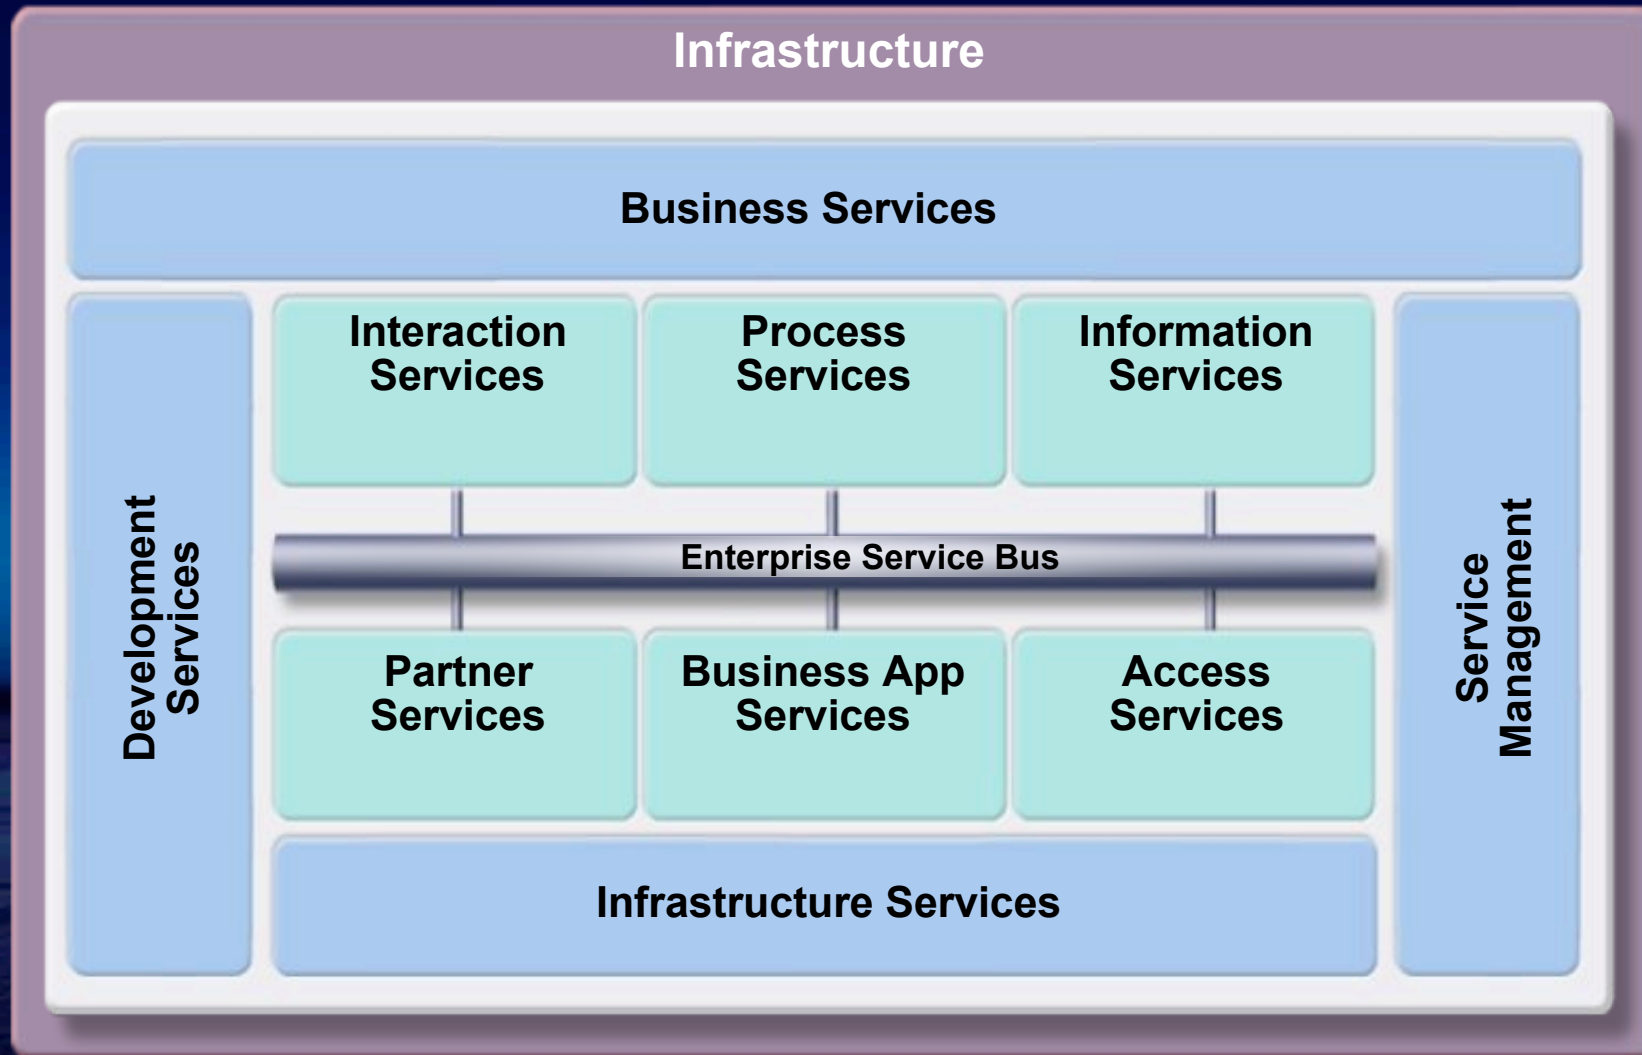 Infrastructure
Business Services
Interaction
Services
Process
Services
Information
Services
Development
Services
Enterprise Service Bus
Service
Management
Partner
Services
Business App
Services
Access
Services
Infrastructure Services